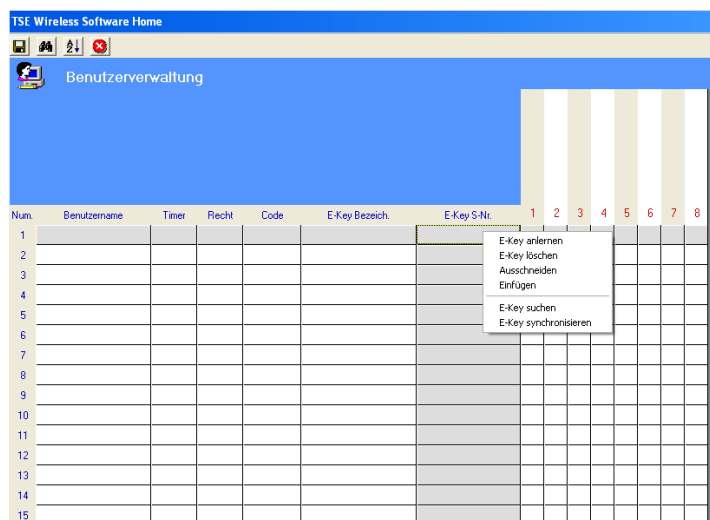 TSE Wireless Software Home
Benutzerverwaltung
Num. Benutzername Timer Recht Code E-Key Bezeich. E-Key S-Nr. 1 2 3 4 5 6 7 8
1
E-Key anlernen
2
E-Key löschen
Ausschneiden
3
Einfügen
4
E-Key suchen
5
E-Key synchronisieren
6
7
8
9
10
11
12
13
14
15